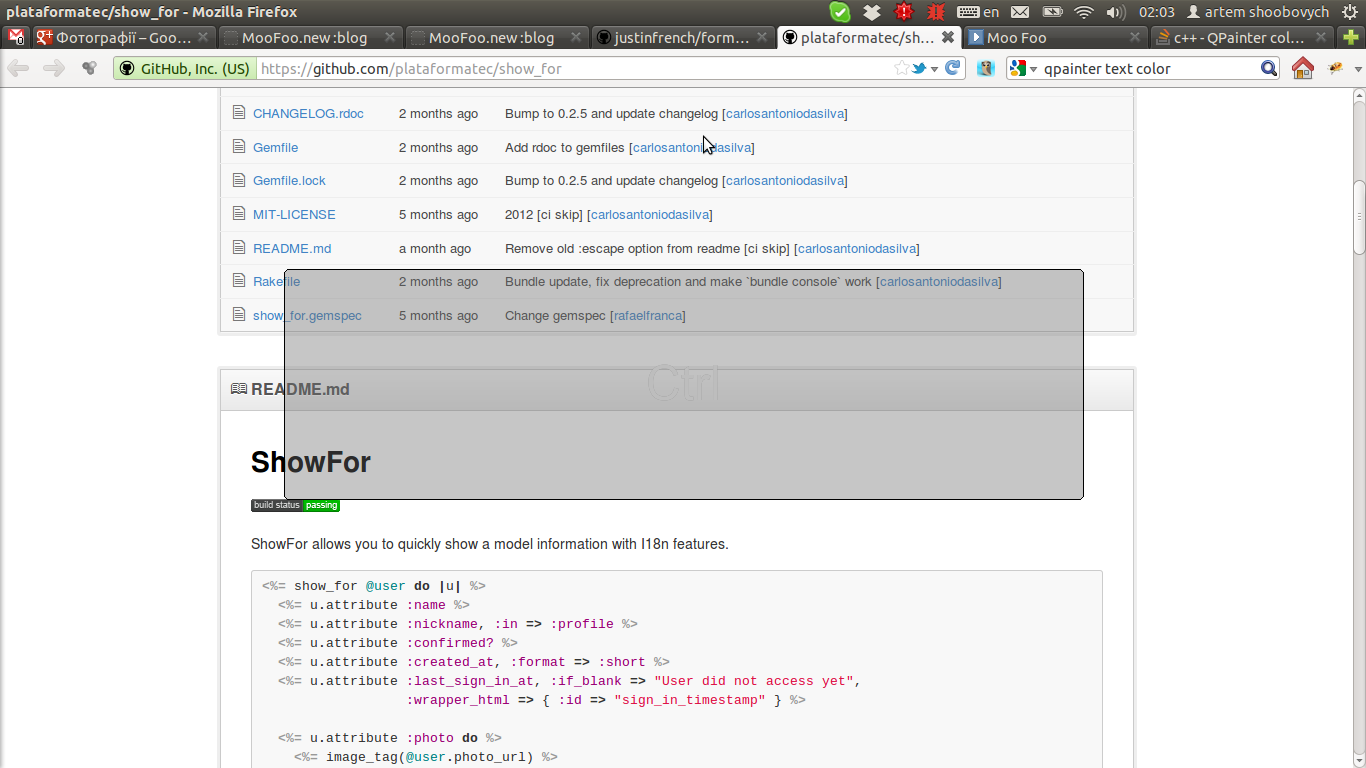 plataformatec/show_for - Mozilla Firefox
en
02:03
artem shoobovych
Фотографії – Goo...
MooFoo.new :blog
MooFoo.new :blog
justinfrench/form...
plataformatec/sh...
Moo Foo
c++ - QPainter col...
GitHub, Inc. (US)
https://github.com/plataformatec/show_for
qpainter text color
CHANGELOG.rdoc 2 months ago Bump to 0.2.5 and update changelog [carlosantoniodasilva]
Gemfile 2 months ago Add rdoc to gemfiles [carlosantoniodasilva]
Gemfile.lock 2 months ago Bump to 0.2.5 and update changelog [carlosantoniodasilva]
MIT-LICENSE 5 months ago 2012 [ci skip] [carlosantoniodasilva]
README.md a month ago Remove old :escape option from readme [ci skip] [carlosantoniodasilva]
Rakefile 2 months ago Bundle update, fix deprecation and make `bundle console` work [carlosantoniodasilva]
show_for.gemspec 5 months ago Change gemspec [rafaelfranca]
Ctrl
README.md
ShowFor
build status passing
ShowFor allows you to quickly show a model information with I18n features.
<%= show_for @user do |u| %>
<%= u.attribute :name %>
<%= u.attribute :nickname, :in => :profile %>
<%= u.attribute :confirmed? %>
<%= u.attribute :created_at, :format => :short %>
<%= u.attribute :last_sign_in_at, :if_blank => "User did not access yet",
:wrapper_html => { :id => "sign_in_timestamp" } %>
<%= u.attribute :photo do %>
<%= image_tag(@user.photo_url) %>